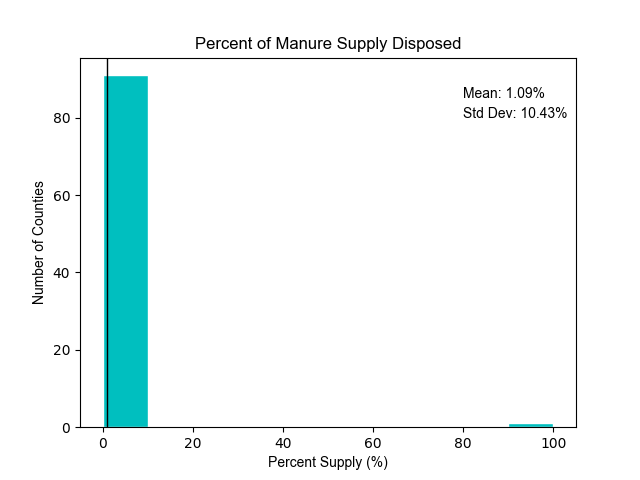 Percent of Manure Supply Disposed
Mean: 1.09%
Std Dev: 10.43%
Number of Counties
80
60
40
20
0
0 20 40 60 80 100
Percent Supply (%)